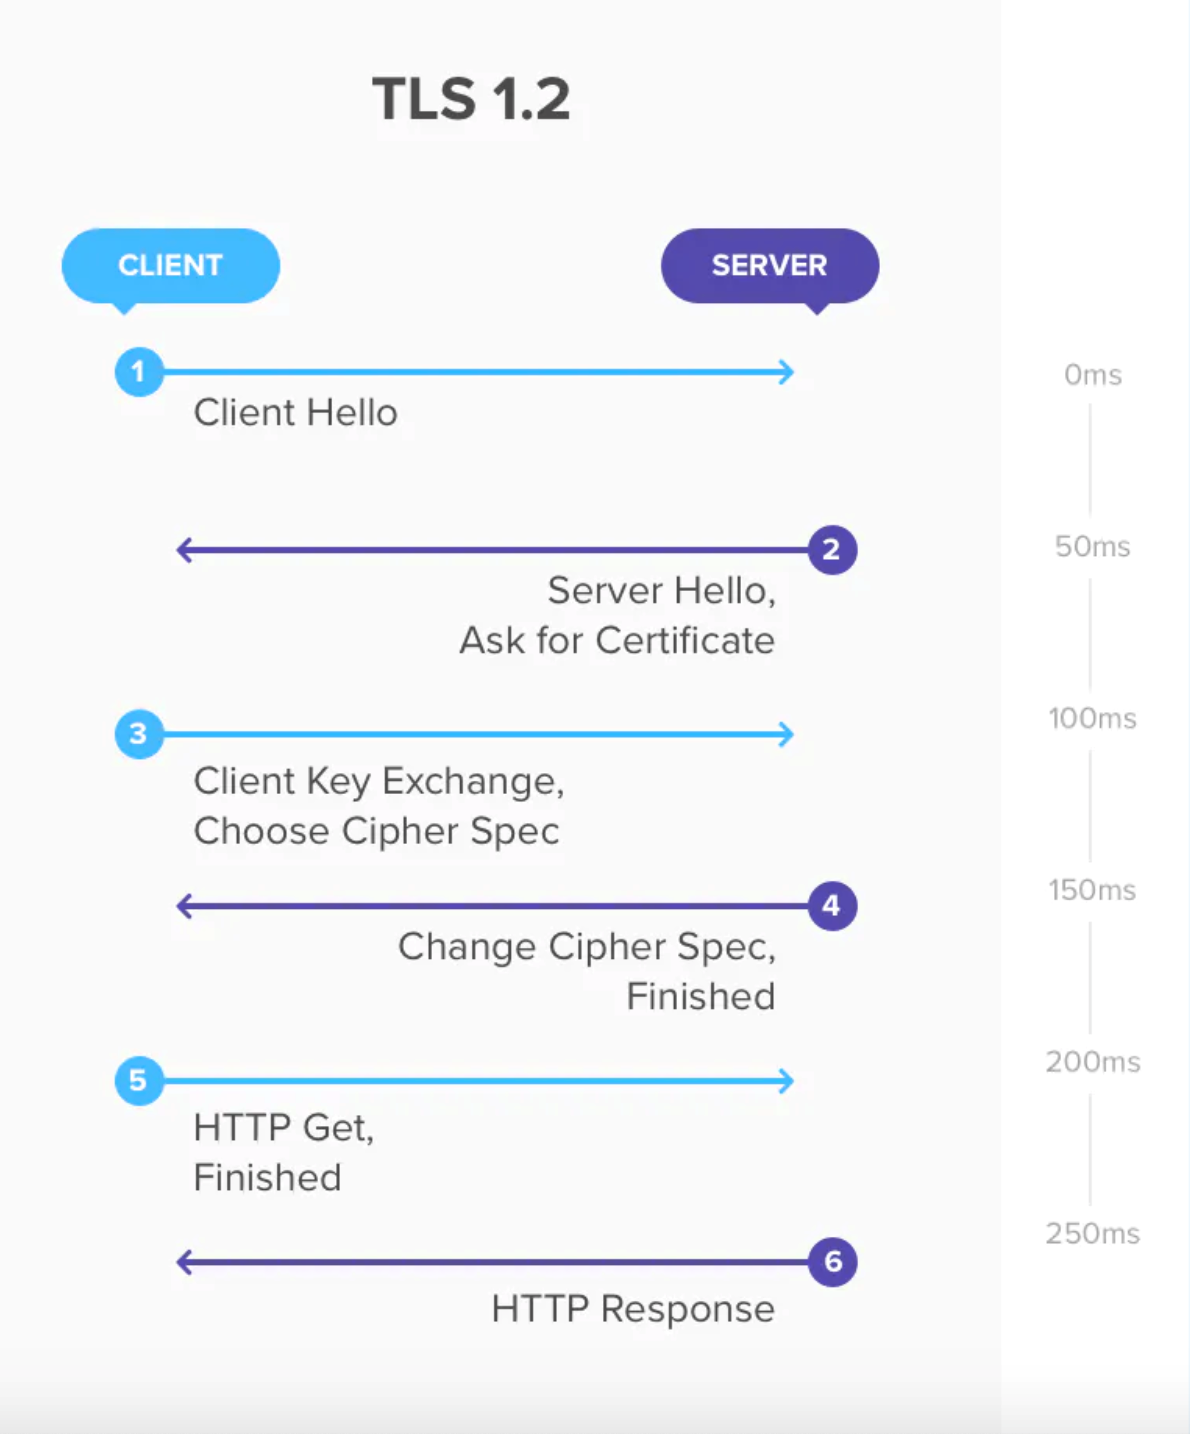 TLS 1.2
CLIENT
SERVER
1
0ms
Client Hello
2
50ms
Server Hello,
Ask for Certificate
3
100ms
Client Key Exchange,
Choose Cipher Spec
4
150ms
Change Cipher Spec,
Finished
5
200ms
HTTP Get,
Finished
6
250ms
HTTP Response